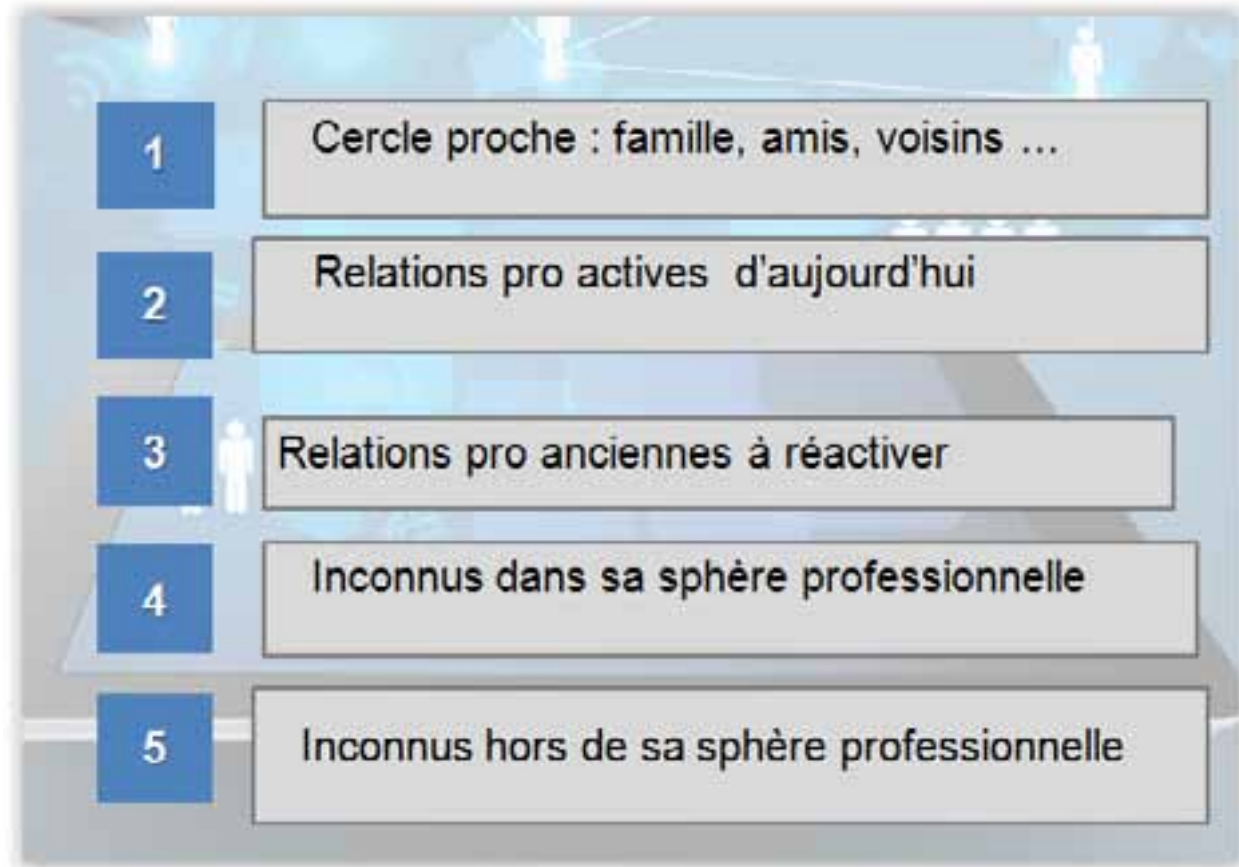 1 Cercle proche : famille, amis, voisins ...
2 Relations pro actives d'aujourd'hui
3 Relations pro anciennes à réactiver
4 Inconnus dans sa sphère professionnelle
5 Inconnus hors de sa sphère professionnelle